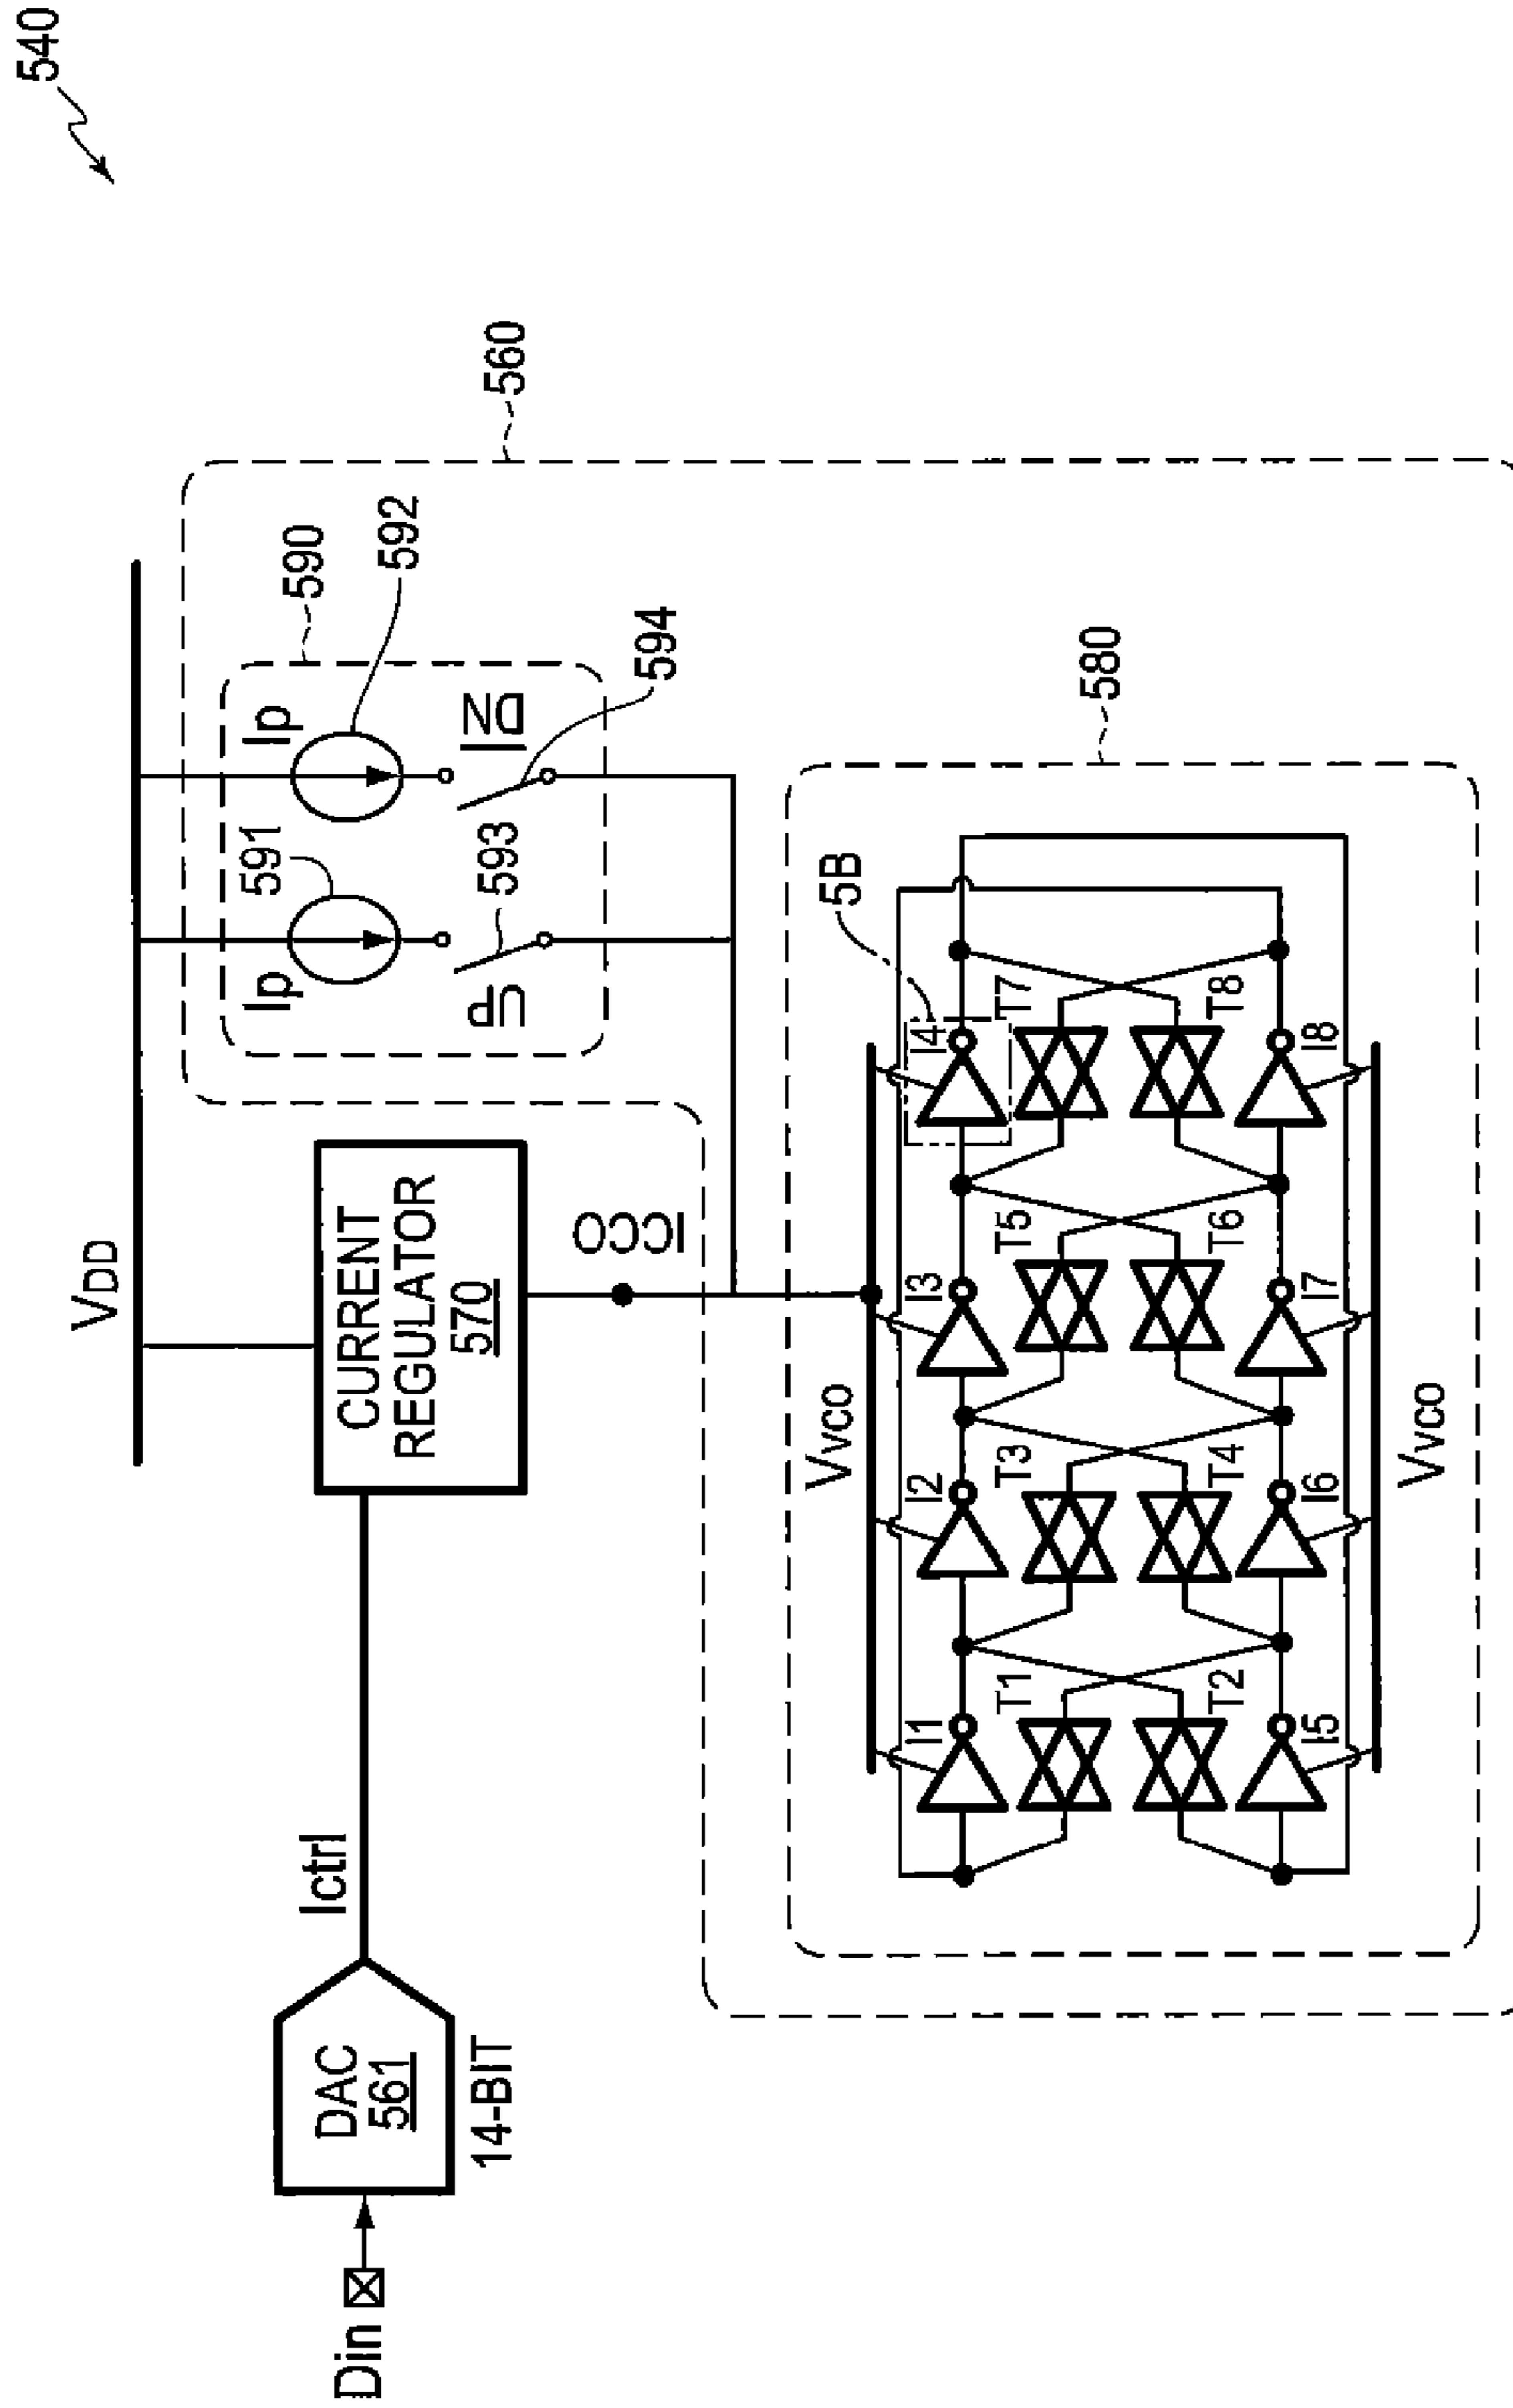 540
VDD
Din
DAC
561
14-BIT
Ictrl
CURRENT
REGULATOR
570
Ip
591
Ip
590
592
UP
593
D̅N̅
594
560
ICCO
VVCO
5B
580
I1
I2
I3
I4
T1
T3
T5
T7
T2
T4
T6
T8
I5
I6
I7
I8
VVCO